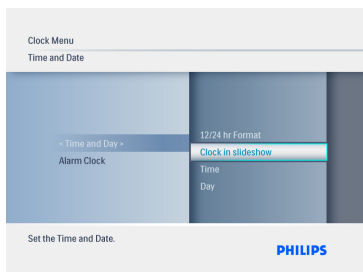 Clock Menu
Time and Date
« Time and Day »
Alarm Clock
12/24 hr Format
Clock in slideshow
Time
Day
Set the Time and Date.
PHILIPS